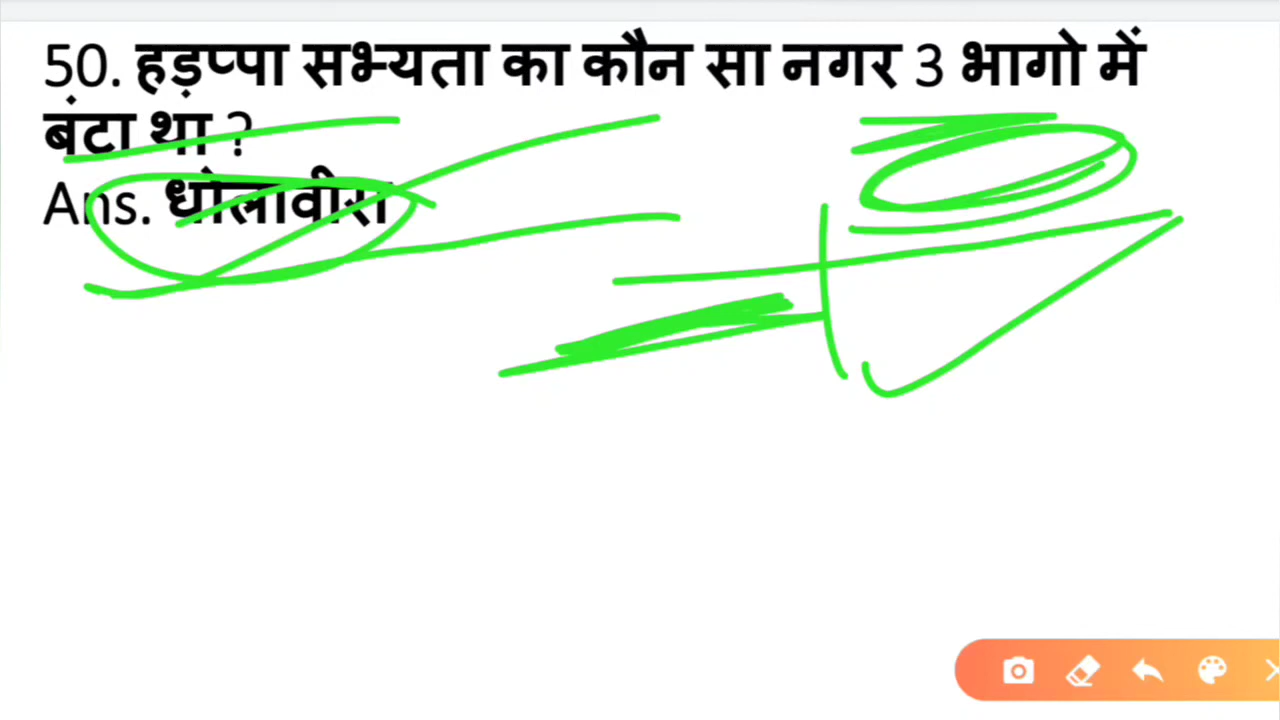 50. हड़प्पा सभ्यता का कौन सा नगर 3 भागो में
बंटा था ?
Ans. धोलावीरा